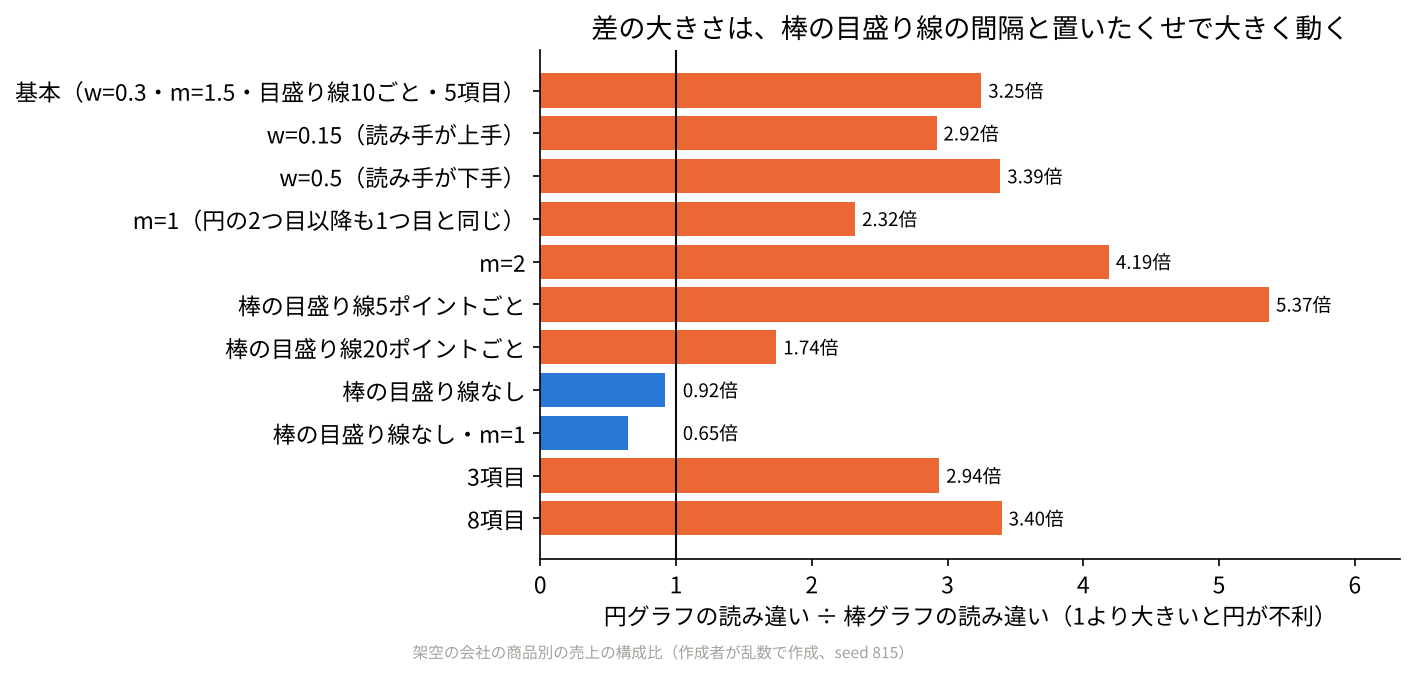 差の大きさは、棒の目盛り線の間隔と置いたくせで大きく動く
基本（w=0.3・m=1.5・目盛り線10ごと・5項目） 3.25倍
w=0.15（読み手が上手） 2.92倍
w=0.5（読み手が下手） 3.39倍
m=1（円の2つ目以降も1つ目と同じ） 2.32倍
m=2 4.19倍
棒の目盛り線5ポイントごと 5.37倍
棒の目盛り線20ポイントごと 1.74倍
棒の目盛り線なし 0.92倍
棒の目盛り線なし・m=1 0.65倍
3項目 2.94倍
8項目 3.40倍
0 1 2 3 4 5 6
円グラフの読み違い ÷ 棒グラフの読み違い（1より大きいと円が不利）
架空の会社の商品別の売上の構成比（作成者が乱数で作成、seed 815）